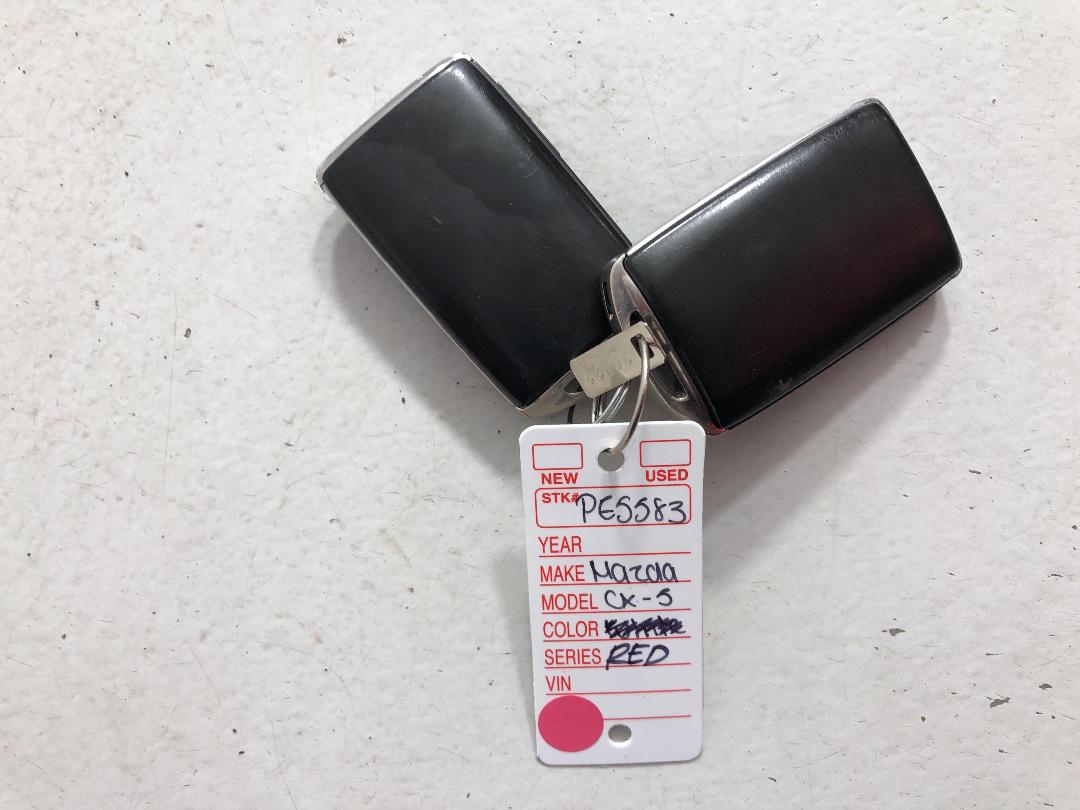 NEW USED
STK# PE5583
YEAR
MAKE Mazda
MODEL CX-5
COLOR
SERIES RED
VIN